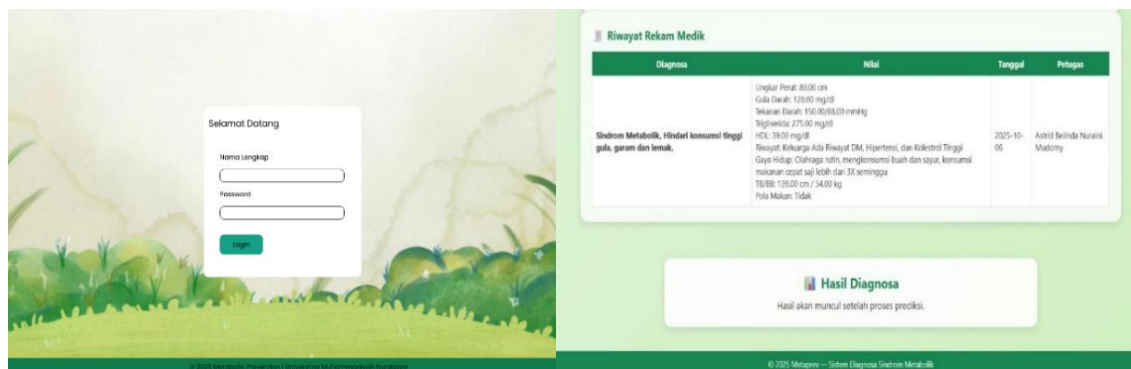 Selamat Datang
Nama Lengkap
Password
Login
© 2025 Metabolic Prevention | Universitas Muhammadiyah Surabaya
Riwayat Rekam Medik
Diagnosa
Nilai
Tanggal
Petugas
Sindrom Metabolik, Hindari konsumsi tinggi
gula, garam dan lemak,
Lingkar Perut: 80.00 cm
Gula Darah: 126.00 mg/dl
Tekanan Darah: 150.00/88.00 mmHg
Trigliserida: 275.00 mg/dl
HDL: 39.00 mg/dl
Riwayat: Keluarga Ada Riwayat DM, Hipertensi, dan Kolestrol Tinggi
Gaya Hidup: Olahraga rutin, mengkonsumsi buah dan sayur, konsumsi
makanan cepat saji lebih dari 3X seminggu
TB/BB: 139.00 cm / 54.00 kg
Pola Makan: Tidak
2025-10-
06
Astrid Belinda Nuraini
Mudomy
Hasil Diagnosa
Hasil akan muncul setelah proses prediksi.
© 2025 Metaprev — Sistem Diagnosa Sindrom Metabolik